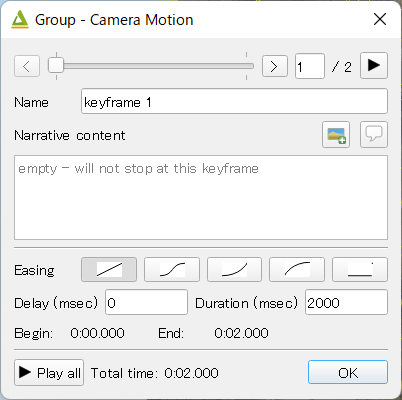 Group - Camera Motion
1 / 2
Name keyframe 1
Narrative content
empty - will not stop at this keyframe
Easing
Delay (msec) 0 Duration (msec) 2000
Begin: 0:00.000 End: 0:02.000
Play all Total time: 0:02.000 OK